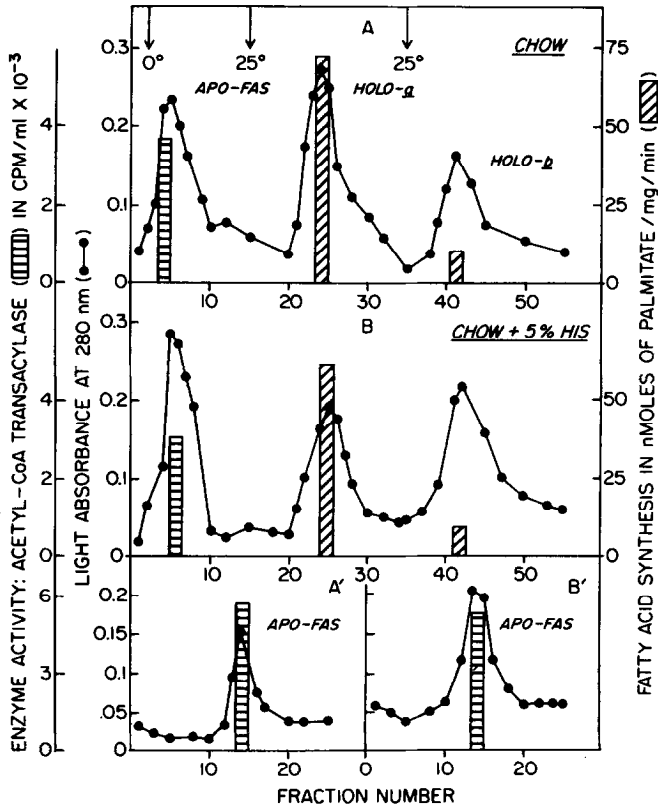 A
CHOW
0° 25° 25°
APO-FAS
HOLO-a
HOLO-b
0.3
0.2
0.1
0
4
2
0
75
50
25
0
10 20 30 40 50
B
CHOW + 5% HIS
0.3
0.2
0.1
0
4
2
0
50
25
0
10 20 30 40 50
A'
APO-FAS
B'
APO-FAS
6
3
1
0
0.2
0.15
0.1
.05
0
10 20 0 10 20
FRACTION NUMBER
ENZYME ACTIVITY: ACETYL-CoA TRANSACYLASE ( ) IN CPM/ml X 10⁻³
LIGHT ABSORBANCE AT 280 nm ( )
FATTY ACID SYNTHESIS IN nMOLES OF PALMITATE/mg/min ( )